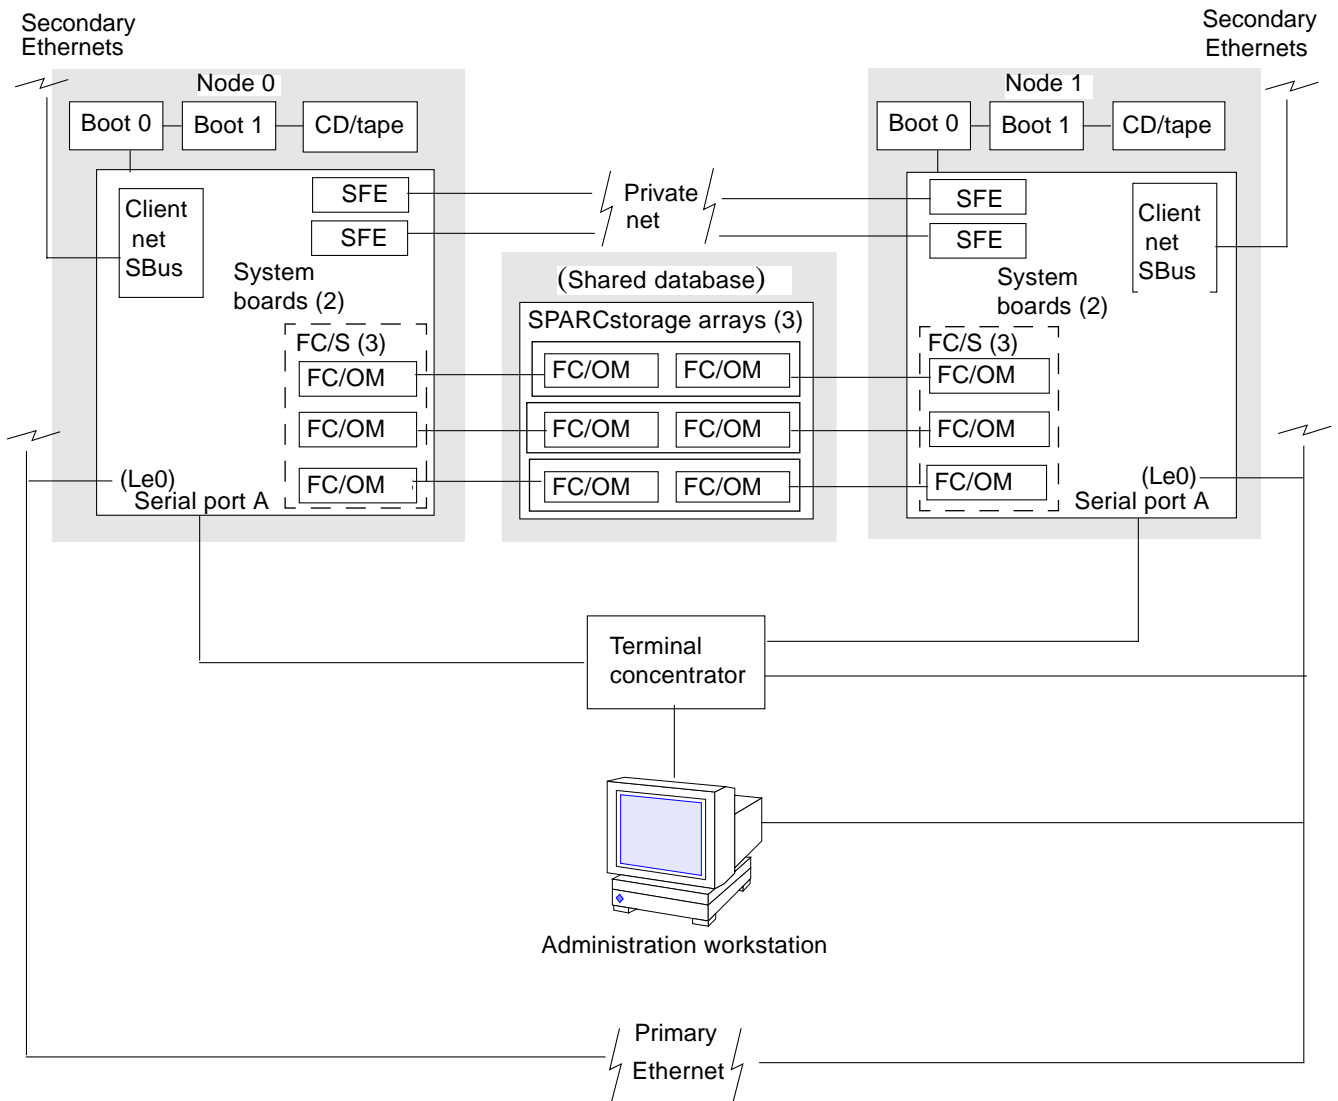 Secondary
Ethernets
Secondary
Ethernets
Node 0
Node 1
Boot 0
Boot 1
CD/tape
Boot 0
Boot 1
CD/tape
Client
net
SBus
SFE
SFE
System
boards (2)
FC/S (3)
FC/OM
FC/OM
FC/OM
(Le0)
Serial port A
Private
net
(Shared database)
SPARCstorage arrays (3)
FC/OM
FC/OM
FC/OM
FC/OM
FC/OM
FC/OM
SFE
SFE
Client
net
SBus
System
boards (2)
FC/S (3)
FC/OM
FC/OM
FC/OM
(Le0)
Serial port A
Terminal
concentrator
Administration workstation
Primary
Ethernet